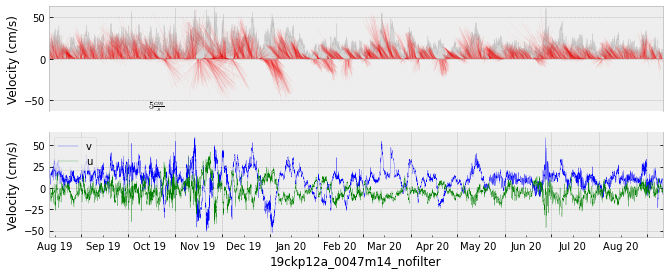 Velocity (cm/s)
50
0
−50
5 cm/s
Velocity (cm/s)
50
25
0
−25
−50
v
u
Aug 19 Sep 19 Oct 19 Nov 19 Dec 19 Jan 20 Feb 20 Mar 20 Apr 20 May 20 Jun 20 Jul 20 Aug 20
19ckp12a_0047m14_nofilter